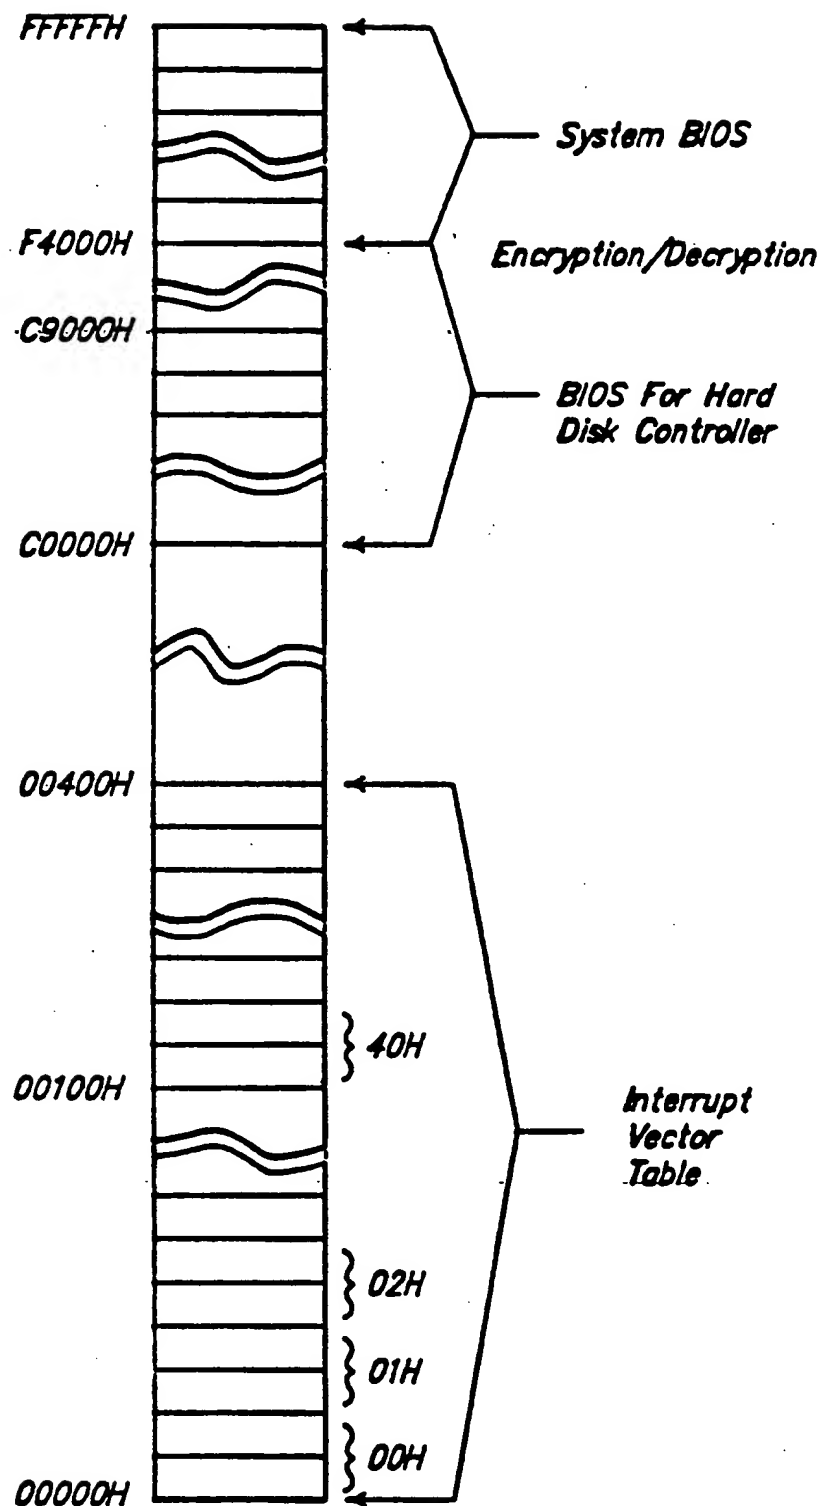 FFFFFH
System BIOS
F4000H
Encryption/Decryption
C9000H
BIOS For Hard
Disk Controller
C0000H
00400H
40H
00100H
Interrupt
Vector
Table
02H
01H
00H
00000H